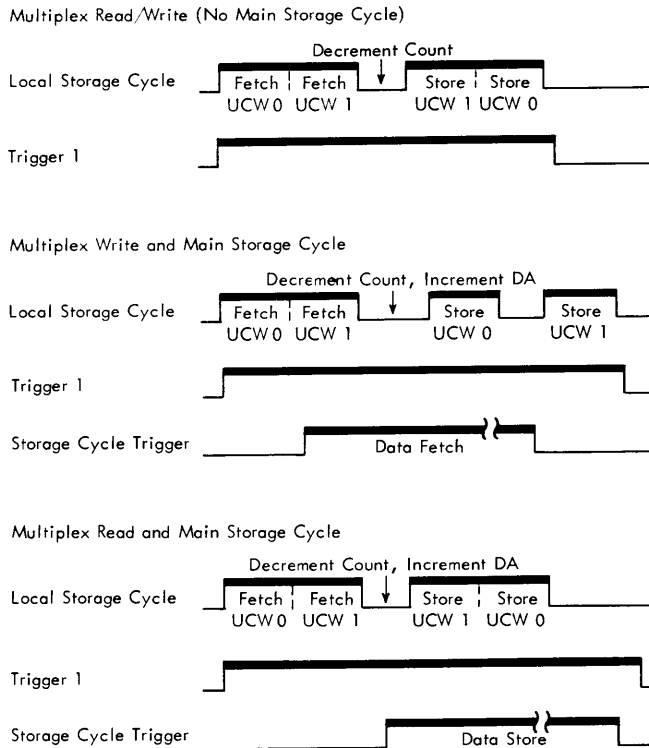 Multiplex Read/Write (No Main Storage Cycle)
Decrement Count
Local Storage Cycle
Fetch Fetch Store Store
UCW 0 UCW 1 UCW 1 UCW 0
Trigger 1
Multiplex Write and Main Storage Cycle
Decrement Count, Increment DA
Local Storage Cycle
Fetch Fetch Store Store
UCW 0 UCW 1 UCW 0 UCW 1
Trigger 1
Storage Cycle Trigger
Data Fetch
Multiplex Read and Main Storage Cycle
Decrement Count, Increment DA
Local Storage Cycle
Fetch Fetch Store Store
UCW 0 UCW 1 UCW 1 UCW 0
Trigger 1
Storage Cycle Trigger
Data Store